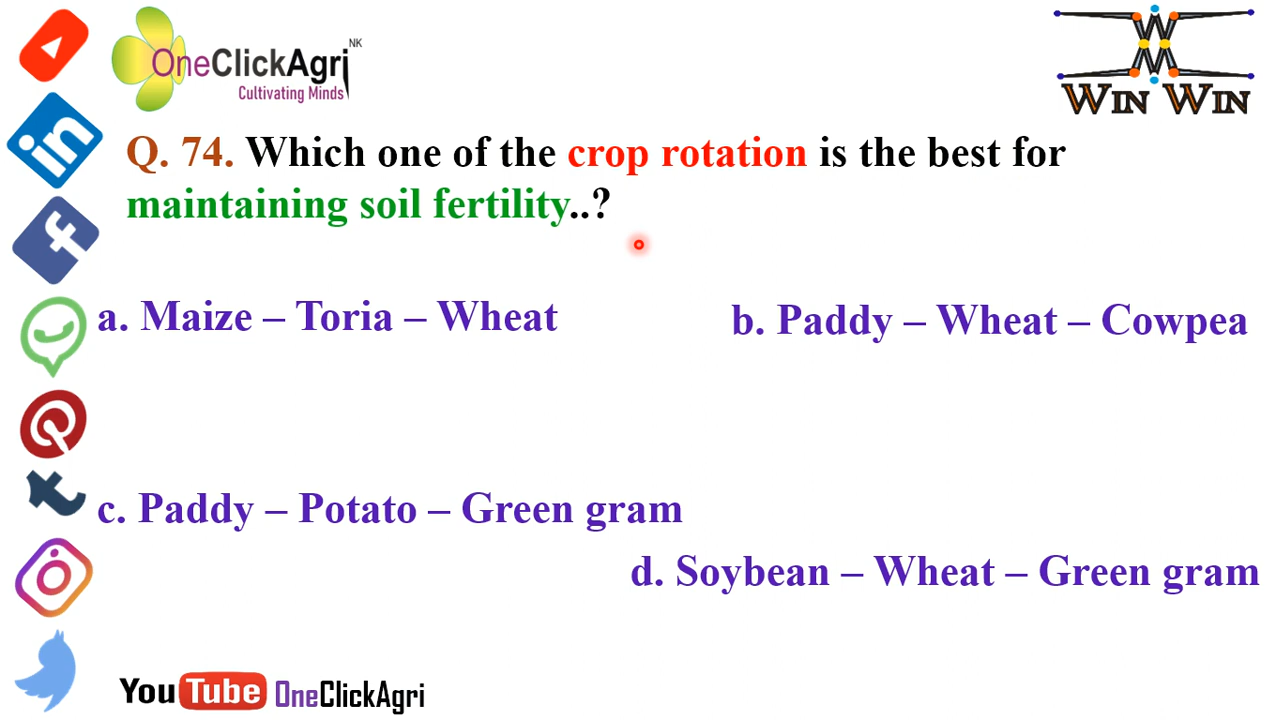 OneClickAgri NK
Cultivating Minds
WIN WIN
Q. 74. Which one of the crop rotation is the best for
maintaining soil fertility..?
a. Maize – Toria – Wheat
b. Paddy – Wheat – Cowpea
c. Paddy – Potato – Green gram
d. Soybean – Wheat – Green gram
YouTube OneClickAgri